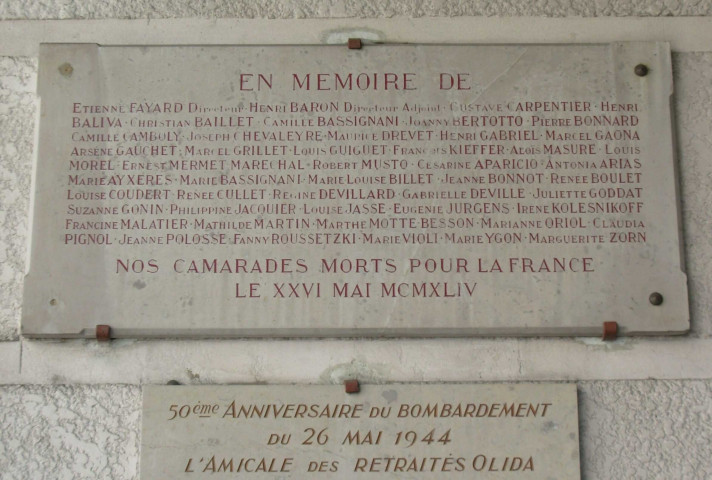 EN MEMOIRE DE
ETIENNE FAYARD DIRECTEUR · HENRI BARON DIRECTEUR ADJOINT · GUSTAVE CARPENTIER · HENRI
BALIVA · CHRISTIAN BAILLET · CAMILLE BASSIGNANI · JOANNY BERTOTTO · PIERRE BONNARD
CAMILLE CAMBOLY · JOSEPH CHEVALEYRE · MAURICE DREVET · HENRI GABRIEL · MARCEL GAONA
ARSÈNE GAUCHET · MARCEL GRILLET · LOUIS GUIGUET · FRANÇOIS KIEFFER · ALOIS MASURE · LOUIS
MOREL · ERNEST MERMET MARECHAL · ROBERT MUSTO · CESARINE APARICIO · ANTONIA ARIAS
MARIE AYXERES · MARIE BASSIGNANI · MARIE LOUISE BILLET · JEANNE BONNOT · RENÉE BOULET
LOUISE COUDERT · RENÉE CULLET · REGINE DEVILLARD · GABRIELLE DEVILLE · JULIETTE GODDAT
SUZANNE GONIN · PHILIPPINE JACQUIER · LOUISE JASSE · EUGENIE JURGENS · IRENE KOLESNIKOFF
FRANCINE MALATIER · MATHILDE MARTIN · MARTHE MOTTE BESSON · MARIANNE ORIOL · CLAUDIA
PIGNOL · JEANNE POLOSSE · FANNY ROUSSETZKI · MARIE VIOLI · MARIE YGON · MARGUERITE ZORN
NOS CAMARADES MORTS POUR LA FRANCE
LE XXVI MAI MCMXLIV
50ème ANNIVERSAIRE DU BOMBARDEMENT
DU 26 MAI 1944
L'AMICALE DES RETRAITÉS OLIDA